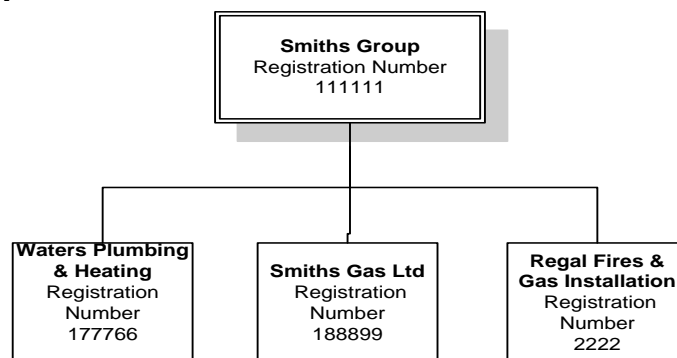 Smiths Group
Registration Number
111111
Waters Plumbing
& Heating
Registration
Number
177766
Smiths Gas Ltd
Registration
Number
188899
Regal Fires &
Gas Installation
Registration
Number
2222